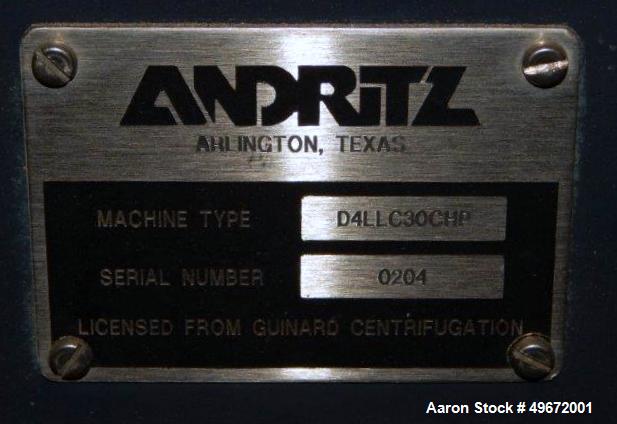 ANDRITZ
ARLINGTON, TEXAS
MACHINE TYPE D4LLC30CHP
SERIAL NUMBER 0204
LICENSED FROM GUINARD CENTRIFUGATION
Aaron Stock # 49672001